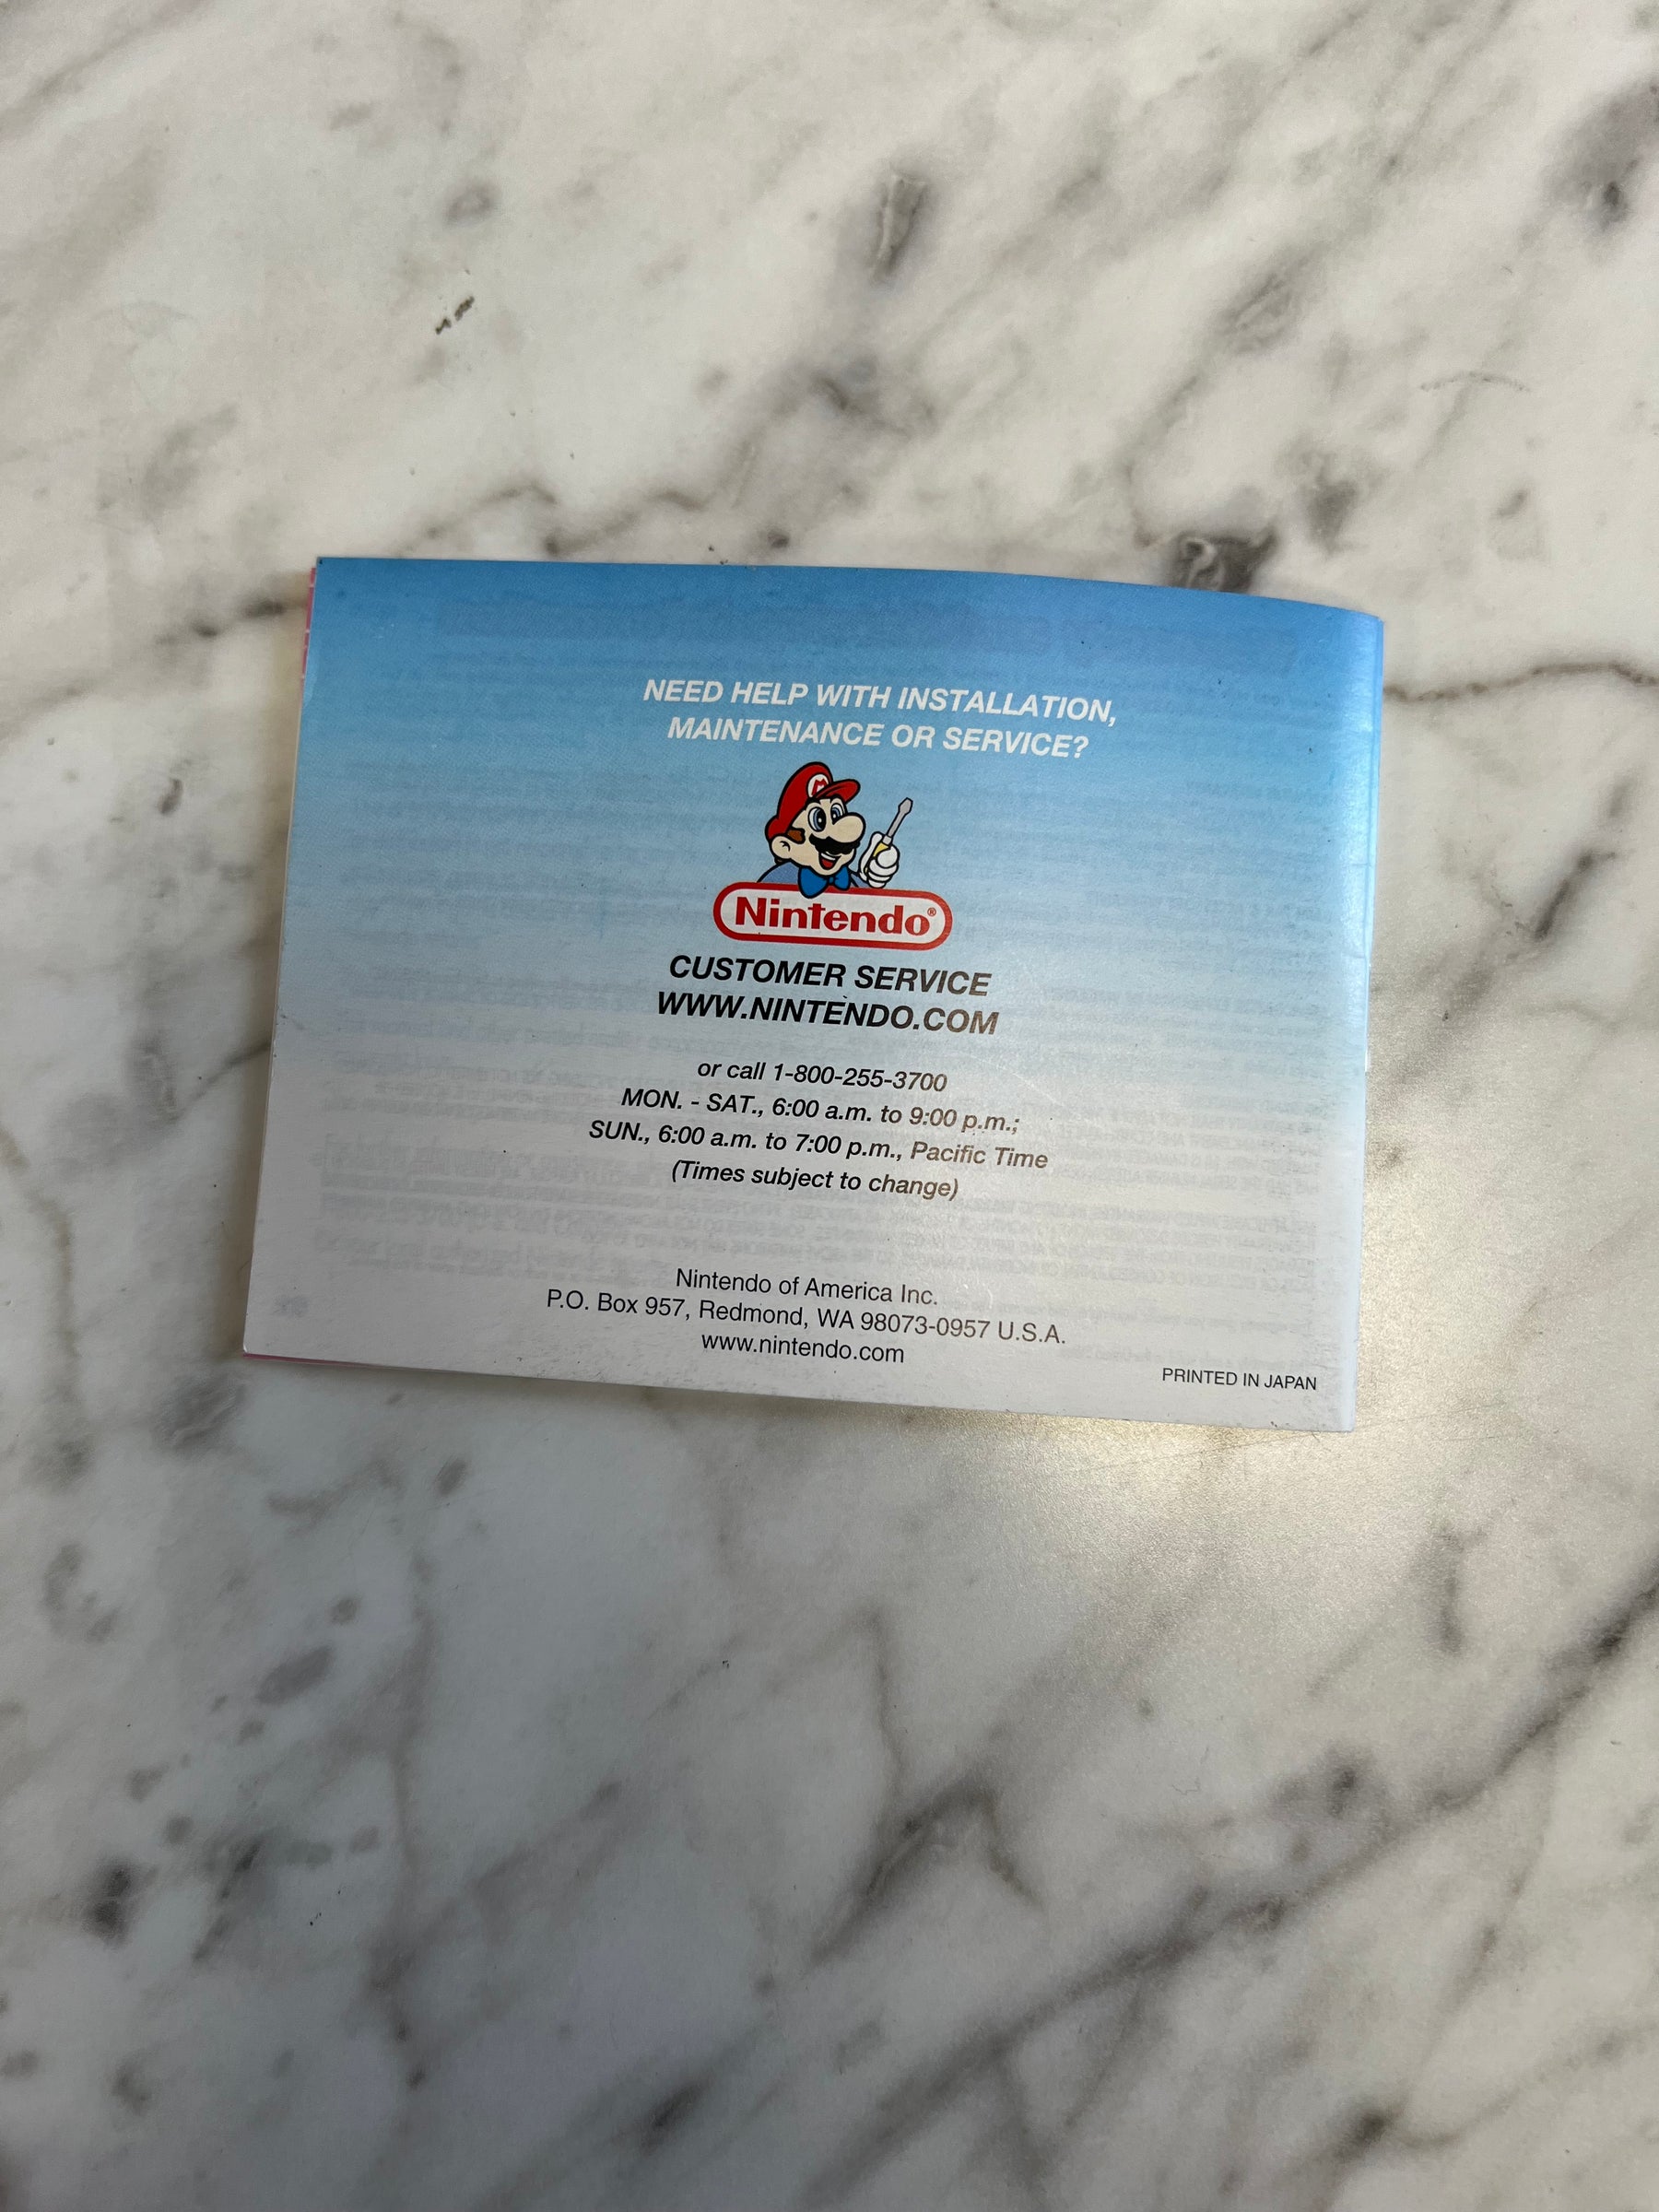 NEED HELP WITH INSTALLATION,
MAINTENANCE OR SERVICE?
M
Nintendo®
CUSTOMER SERVICE
WWW.NINTENDO.COM
or call 1-800-255-3700
MON. - SAT., 6:00 a.m. to 9:00 p.m.;
SUN., 6:00 a.m. to 7:00 p.m., Pacific Time
(Times subject to change)
Nintendo of America Inc.
P.O. Box 957, Redmond, WA 98073-0957 U.S.A.
www.nintendo.com
PRINTED IN JAPAN